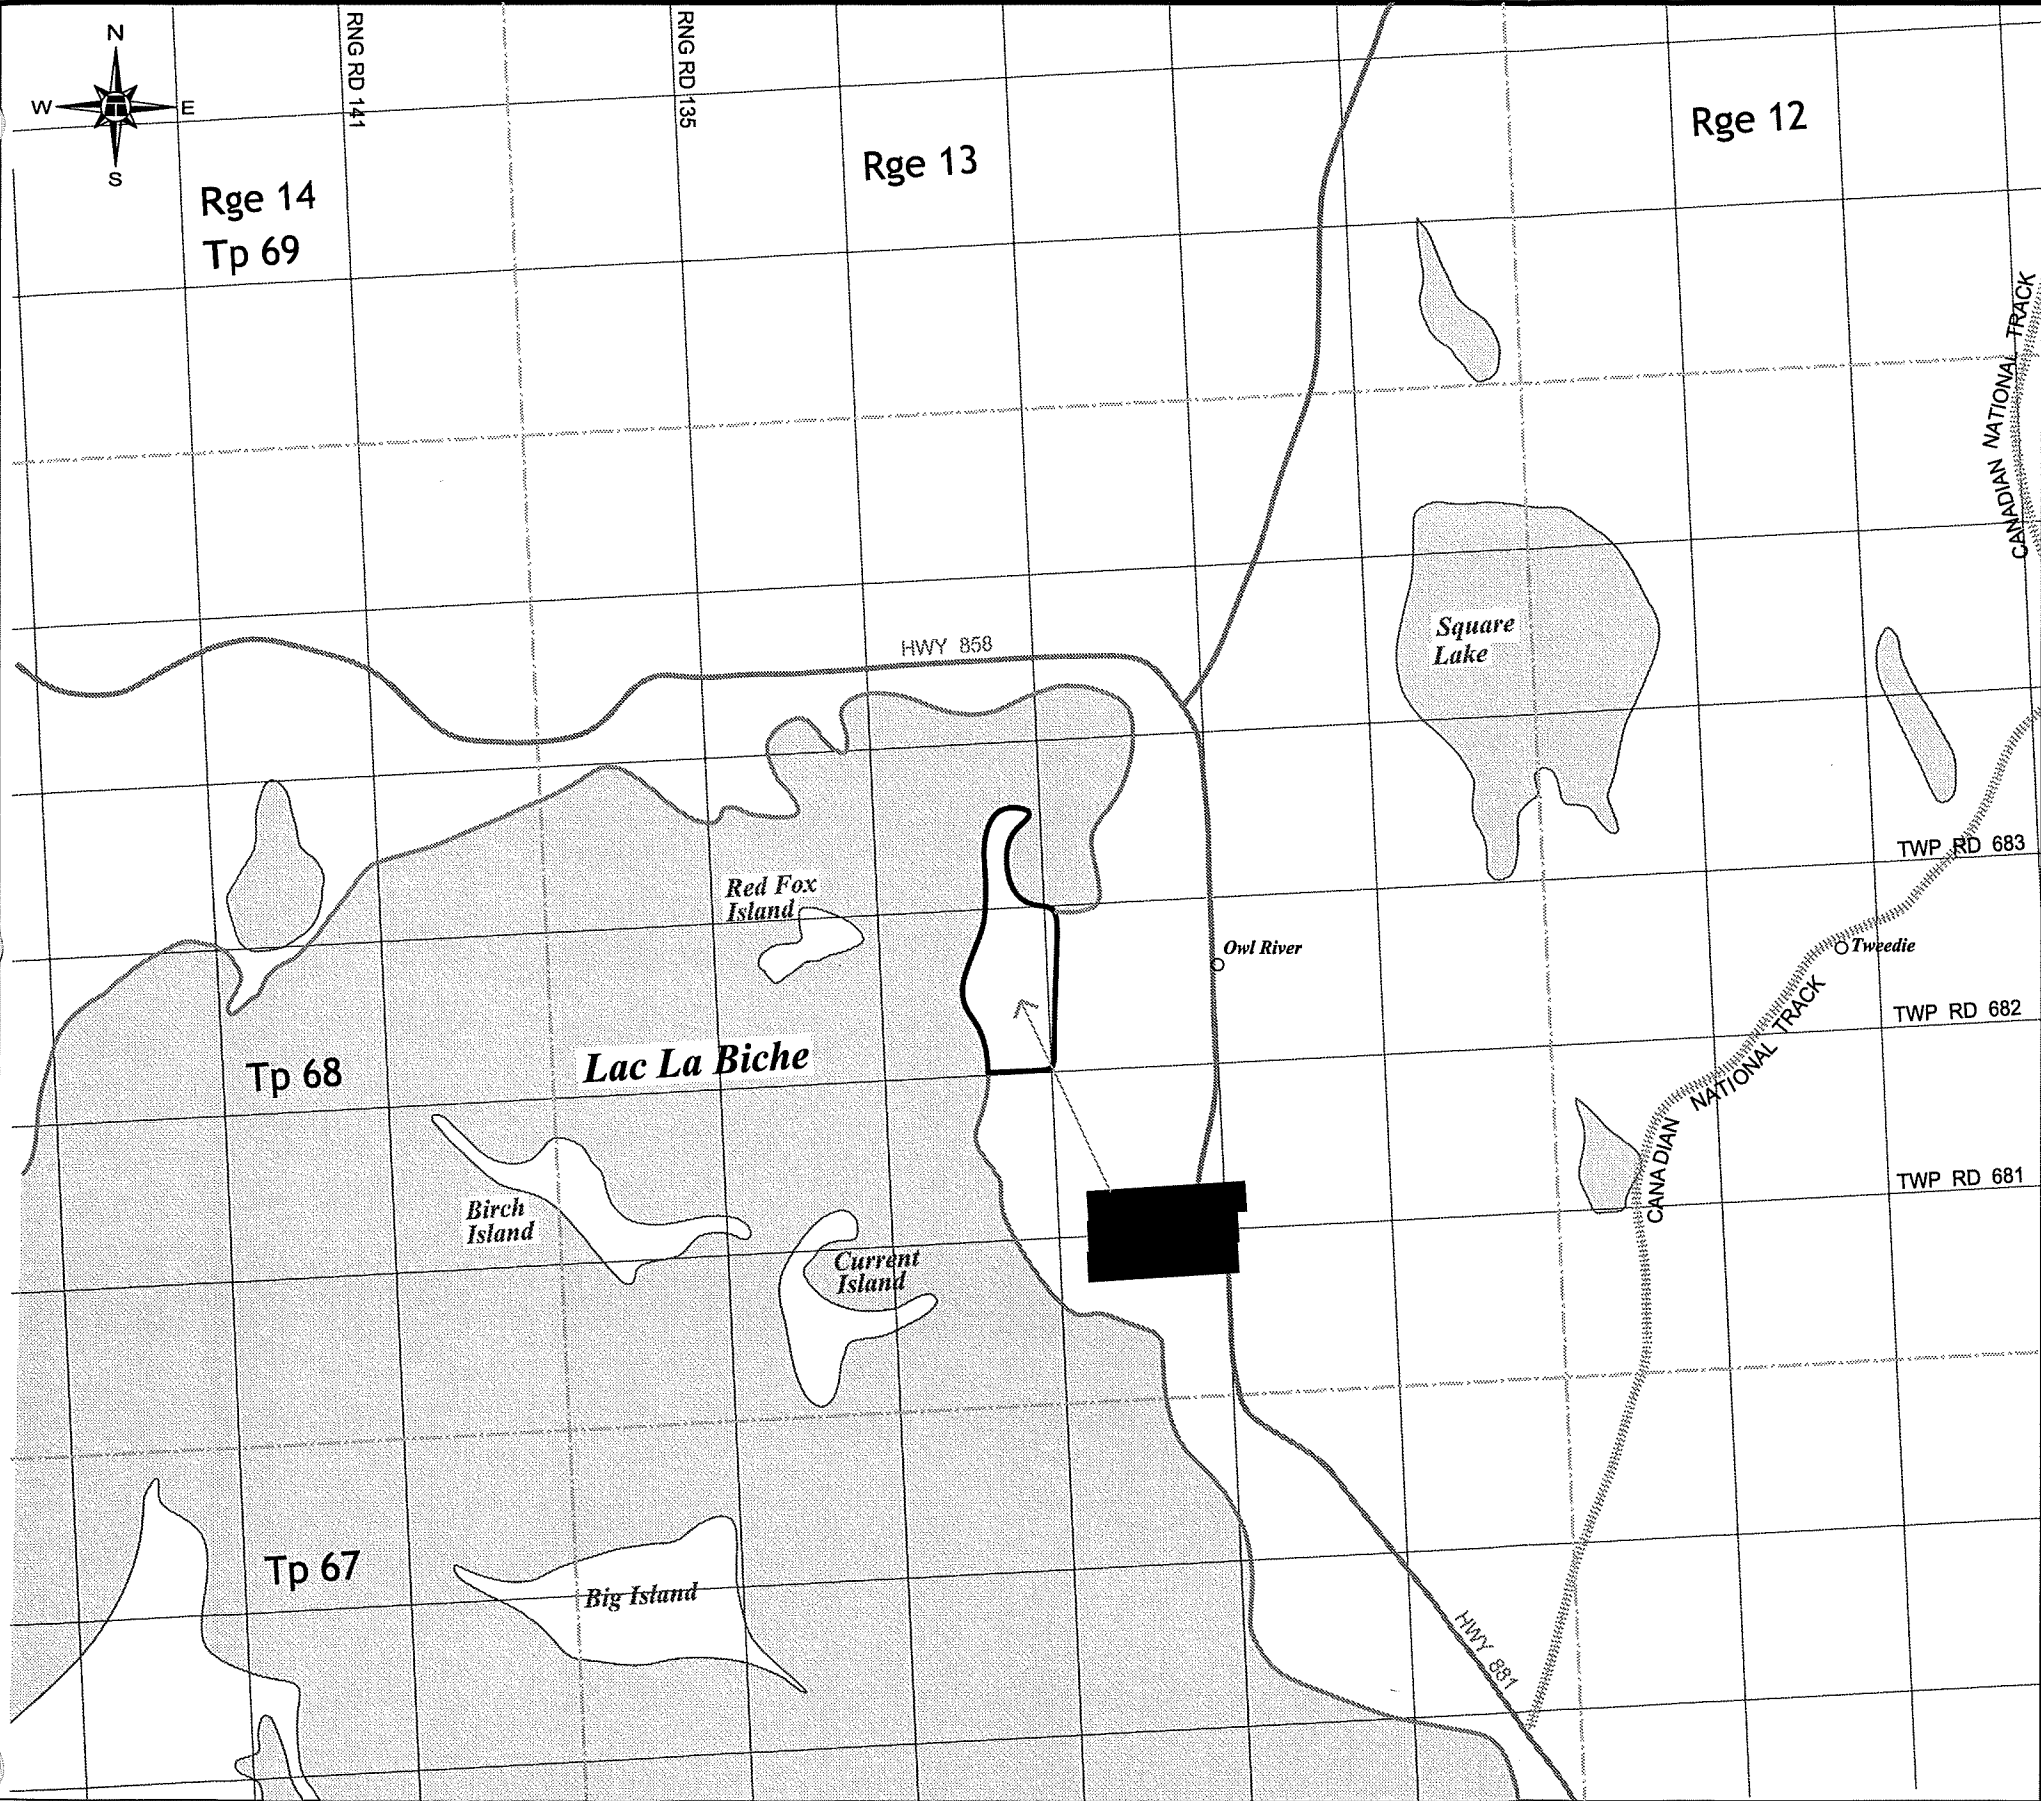 N
W E
S
RNG RD 141
RNG RD 135
Rge 14
Tp 69
Rge 13
Rge 12
CANADIAN NATIONAL TRACK
HWY 858
Square
Lake
TWP RD 683
Red Fox
Island
Owl River
Tweedie
TWP RD 682
Tp 68
Lac La Biche
CANADIAN NATIONAL TRACK
TWP RD 681
Birch
Island
Current
Island
Tp 67
Big Island
HWY 881